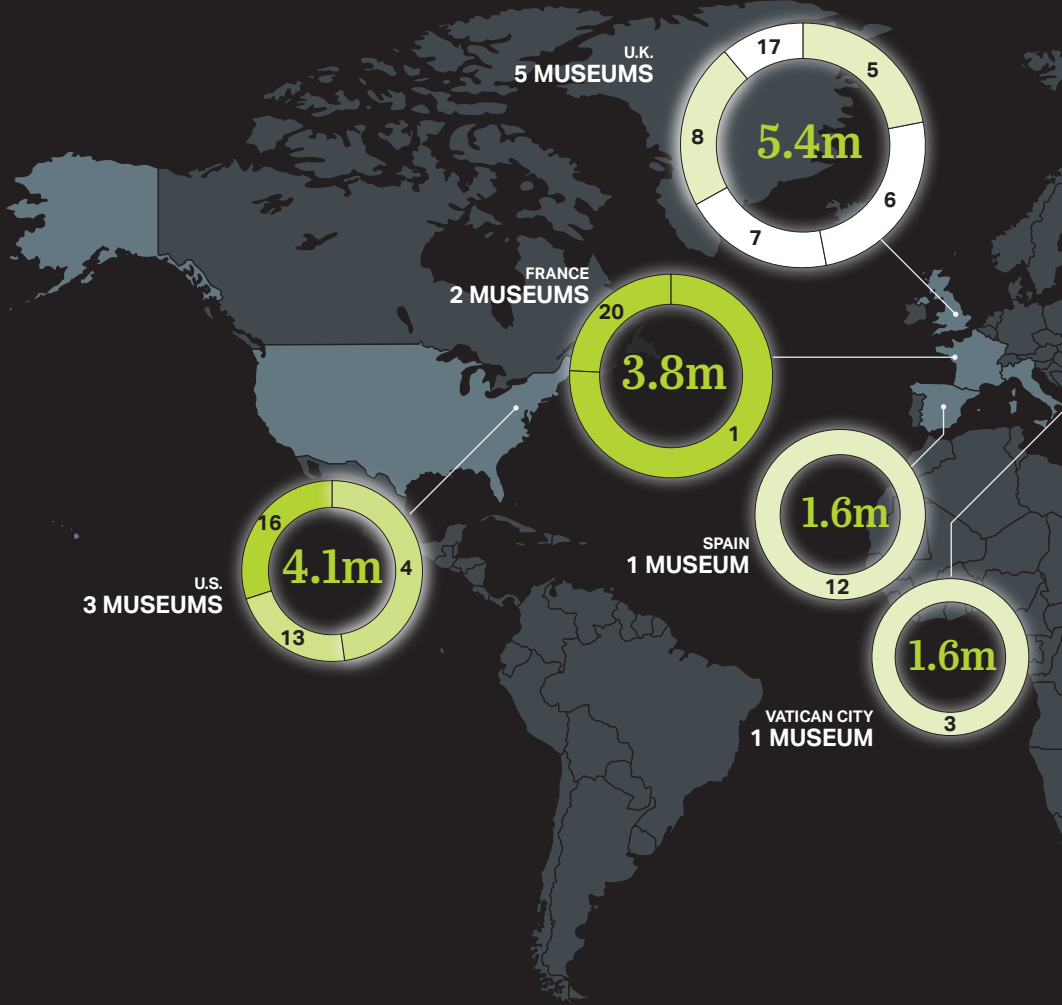 U.K.
5 MUSEUMS
17
5
8
5.4m
6
7
FRANCE
2 MUSEUMS
20
3.8m
1
16
4.1m
4
13
U.S.
3 MUSEUMS
1.6m
12
SPAIN
1 MUSEUM
1.6m
3
VATICAN CITY
1 MUSEUM